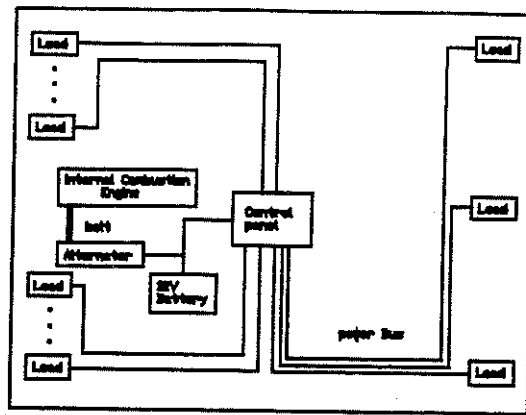 Load
Load
Load
Internal Combustion
Engine
Control
panel
Load
belt
Alternator
Load
Battery
power Bus
Load
Load